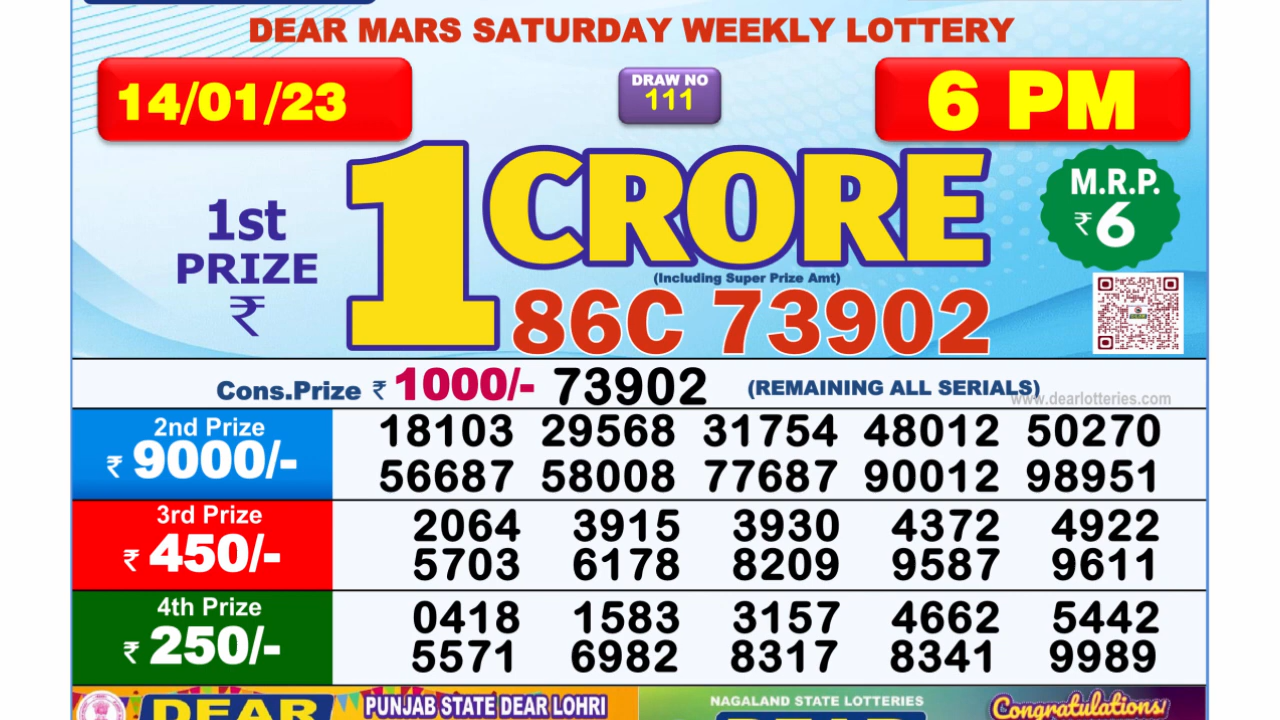 DEAR MARS SATURDAY WEEKLY LOTTERY
14/01/23
DRAW NO
111
6 PM
1st
PRIZE
₹
1 CRORE
(Including Super Prize Amt)
86C 73902
M.R.P.
₹6
Cons.Prize ₹ 1000/- 73902 (REMAINING ALL SERIALS)
www.dearlotteries.com
2nd Prize
₹ 9000/-
18103 29568 31754 48012 50270
56687 58008 77687 90012 98951
3rd Prize
₹ 450/-
2064 3915 3930 4372 4922
5703 6178 8209 9587 9611
4th Prize
₹ 250/-
0418 1583 3157 4662 5442
5571 6982 8317 8341 9989
DEAR
PUNJAB STATE DEAR LOHRI
NAGALAND STATE LOTTERIES
DEAR
Congratulations!